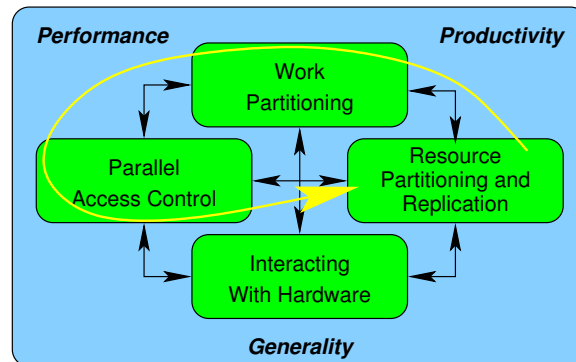 Performance
Productivity
Work
Partitioning
Parallel
Access Control
Resource
Partitioning and
Replication
Interacting
With Hardware
Generality